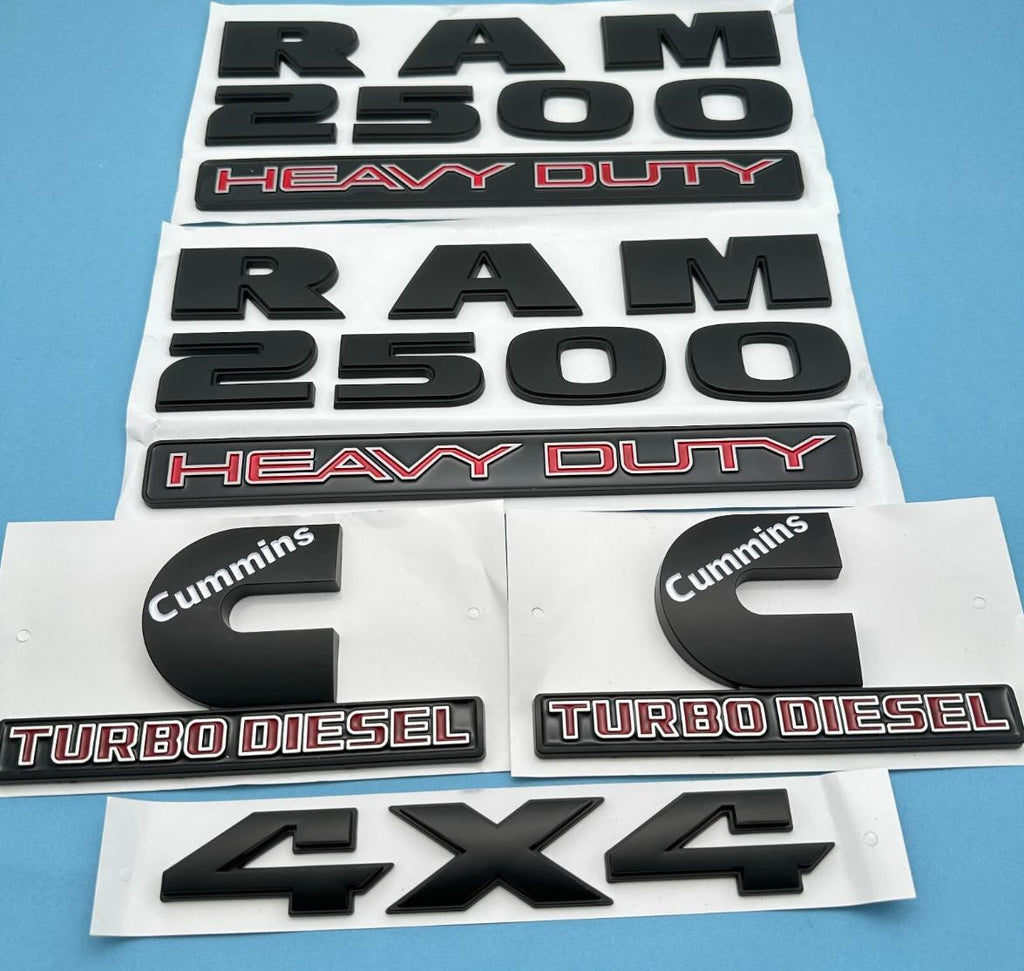 RAM
2500
HEAVY DUTY
RAM
2500
HEAVY DUTY
Cummins
TURBO DIESEL
Cummins
TURBO DIESEL
4X4